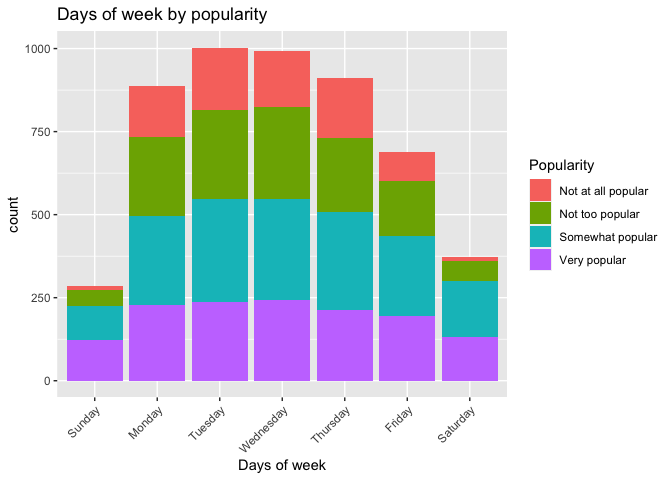 Days of week by popularity
1000
750
500
250
0
count
Sunday
Monday
Tuesday
Wednesday
Thursday
Friday
Saturday
Days of week
Popularity
Not at all popular
Not too popular
Somewhat popular
Very popular